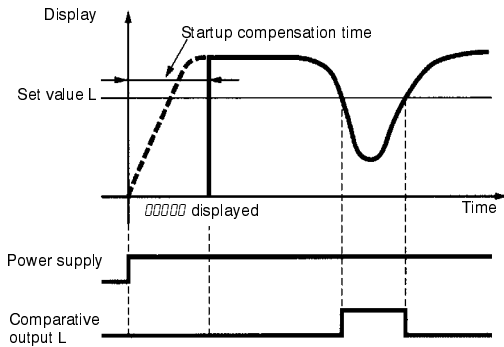 Display
Startup compensation time
Set value L
00000 displayed
Time
Power supply
Comparative
output L